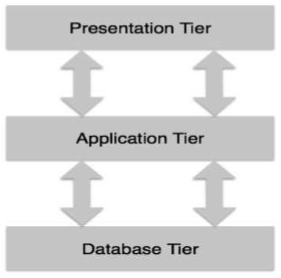 Presentation Tier
Application Tier
Database Tier